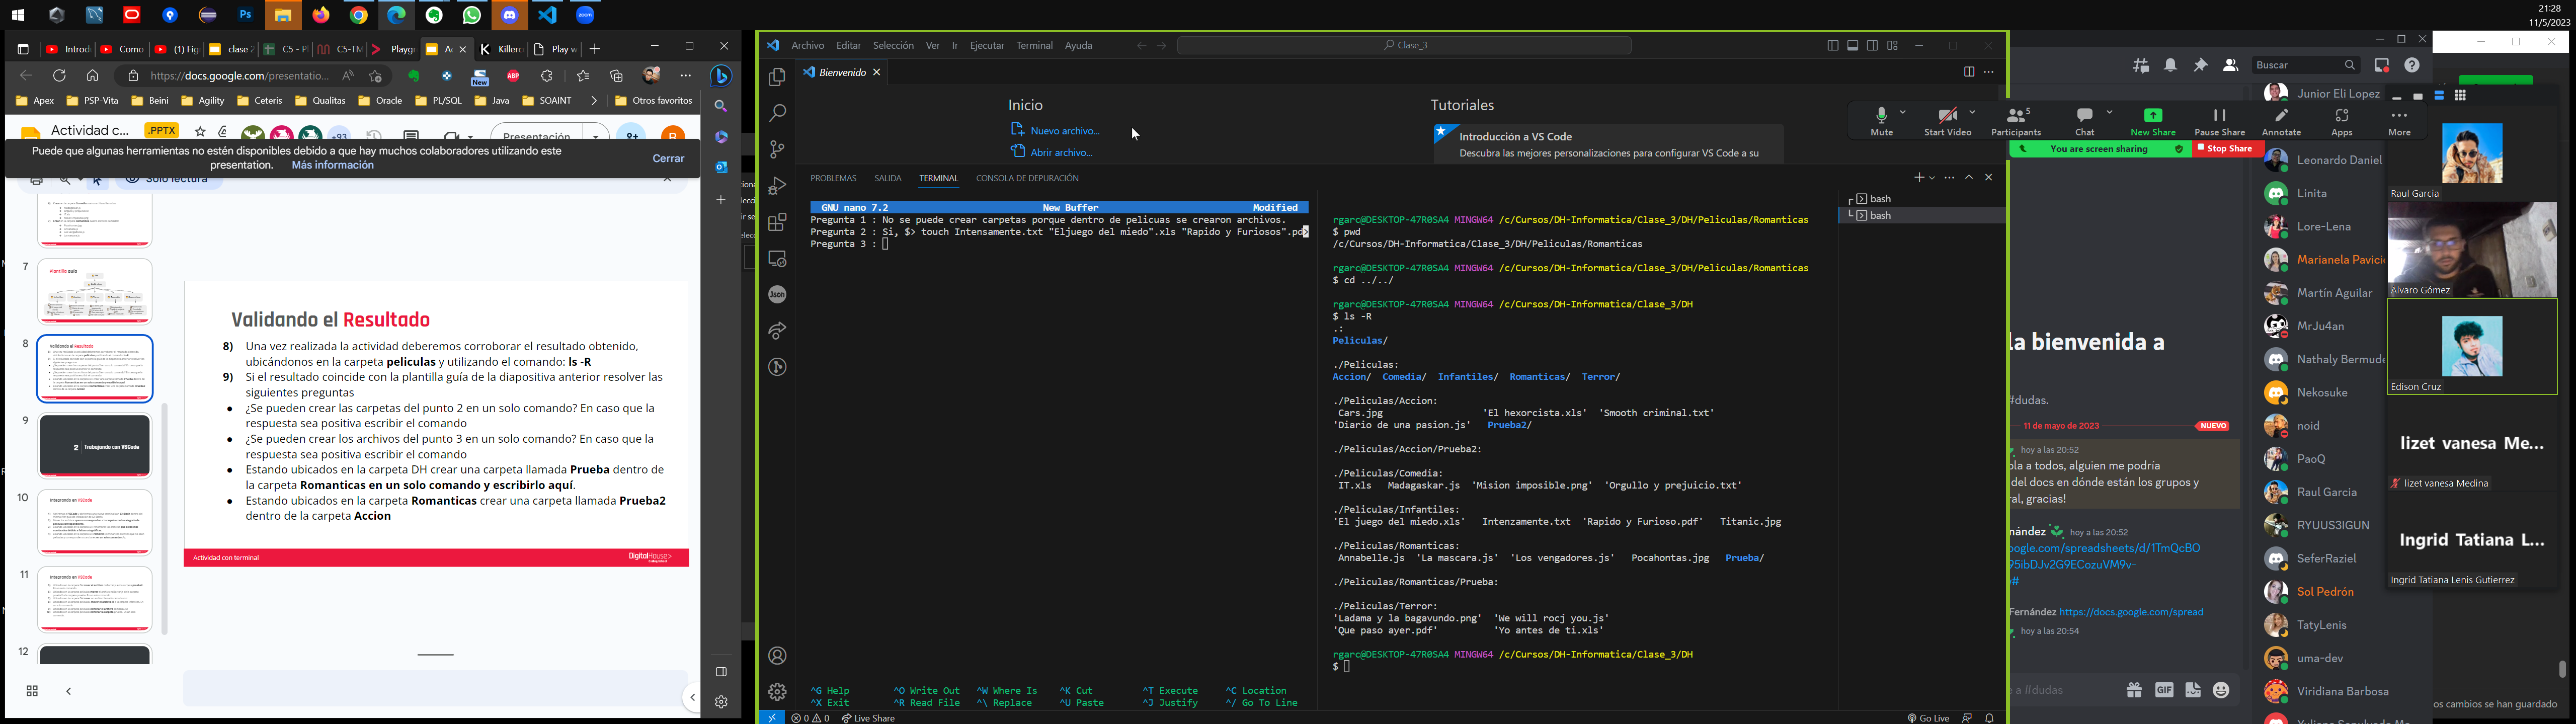 21:28
11/5/2023
Introd
Como
(1) Fig
clase 2
C5 - P
C5-TM
Playgr
Ac
Killerc
Play w
https://docs.google.com/presentatio...
New
ABP
Apex
PSP-Vita
Beini
Agility
Ceteris
Qualitas
Oracle
PL/SQL
Java
SOAINT
Otros favoritos
Actividad c...
.PPTX
+93
Presentación
Puede que algunas herramientas no estén disponibles debido a que hay muchos colaboradores utilizando este
presentation. Más información
Cerrar
Solo lectura
7
Plantilla guía
8
Validando el Resultado
9
2 Trabajando con VSCode
10
Integrando en VSCode
11
Integrando en VSCode
12
Validando el Resultado
8) Una vez realizada la actividad deberemos corroborar el resultado obtenido,
ubicándonos en la carpeta peliculas y utilizando el comando: ls -R
9) Si el resultado coincide con la plantilla guía de la diapositiva anterior resolver las
siguientes preguntas
● ¿Se pueden crear las carpetas del punto 2 en un solo comando? En caso que la
respuesta sea positiva escribir el comando
● ¿Se pueden crear los archivos del punto 3 en un solo comando? En caso que la
respuesta sea positiva escribir el comando
● Estando ubicados en la carpeta DH crear una carpeta llamada Prueba dentro de
la carpeta Romanticas en un solo comando y escribirlo aquí.
● Estando ubicados en la carpeta Romanticas crear una carpeta llamada Prueba2
dentro de la carpeta Accion
Actividad con terminal
DigitalHouse>
Archivo Editar Selección Ver Ir Ejecutar Terminal Ayuda
Clase_3
Bienvenido
Inicio
Nuevo archivo...
Abrir archivo...
Tutoriales
Introducción a VS Code
Descubra las mejores personalizaciones para configurar VS Code a su
PROBLEMAS SALIDA TERMINAL CONSOLA DE DEPURACIÓN
bash
bash
Json
GNU nano 7.2 New Buffer Modified
Pregunta 1 : No se puede crear carpetas porque dentro de pelicuas se crearon archivos.
Pregunta 2 : Si, $> touch Intensamente.txt "Eljuego del miedo".xls "Rapido y Furiosos".pd>
Pregunta 3 :
^G Help ^O Write Out ^W Where Is ^K Cut ^T Execute ^C Location
^X Exit ^R Read File ^\ Replace ^U Paste ^J Justify ^/ Go To Line
rgarc@DESKTOP-47R0SA4 MINGW64 /c/Cursos/DH-Informatica/Clase_3/DH/Peliculas/Romanticas
$ pwd
/c/Cursos/DH-Informatica/Clase_3/DH/Peliculas/Romanticas
rgarc@DESKTOP-47R0SA4 MINGW64 /c/Cursos/DH-Informatica/Clase_3/DH/Peliculas/Romanticas
$ cd ../../
rgarc@DESKTOP-47R0SA4 MINGW64 /c/Cursos/DH-Informatica/Clase_3/DH
$ ls -R
.:
Peliculas/
./Peliculas:
Accion/ Comedia/ Infantiles/ Romanticas/ Terror/
./Peliculas/Accion:
Cars.jpg 'El hexorcista.xls' 'Smooth criminal.txt'
'Diario de una pasion.js' Prueba2/
./Peliculas/Accion/Prueba2:
./Peliculas/Comedia:
IT.xls Madagaskar.js 'Mision imposible.png' 'Orgullo y prejuicio.txt'
./Peliculas/Infantiles:
'El juego del miedo.xls' Intenzamente.txt 'Rapido y Furioso.pdf' Titanic.jpg
./Peliculas/Romanticas:
Annabelle.js 'La mascara.js' 'Los vengadores.js' Pocahontas.jpg Prueba/
./Peliculas/Romanticas/Prueba:
./Peliculas/Terror:
'Ladama y la bagavundo.png' 'We will rocj you.js'
'Que paso ayer.pdf' 'Yo antes de ti.xls'
rgarc@DESKTOP-47R0SA4 MINGW64 /c/Cursos/DH-Informatica/Clase_3/DH
$
0 0 Live Share
Go Live
Buscar
Mute
Start Video
5
Participants
Chat
New Share
Pause Share
Annotate
Apps
More
You are screen sharing
Stop Share
la bienvenida a
#dudas.
11 de mayo de 2023
NUEVO
hoy a las 20:52
ola a todos, alguien me podría
del docs en dónde están los grupos y
ral, gracias!
nández hoy a las 20:52
oogle.com/spreadsheets/d/1TmQcBO
95ibDJv2G9ECozuVM9v-
/#
Fernández https://docs.google.com/spread
hoy a las 20:54
e a #dudas
GIF
Junior Eli Lopez
Leonardo Daniel
Linita
Lore-Lena
Marianela Pavicic
Martín Aguilar
MrJu4an
Nathaly Bermude
Nekosuke
noid
PaoQ
Raul Garcia
RYUUS3IGUN
SeferRaziel
Sol Pedrón
TatyLenis
uma-dev
Viridiana Barbosa
Raul Garcia
Álvaro Gómez
Edison Cruz
lizet vanesa Me...
lizet vanesa Medina
Ingrid Tatiana L...
Ingrid Tatiana Lenis Gutierrez
os cambios se han guardado